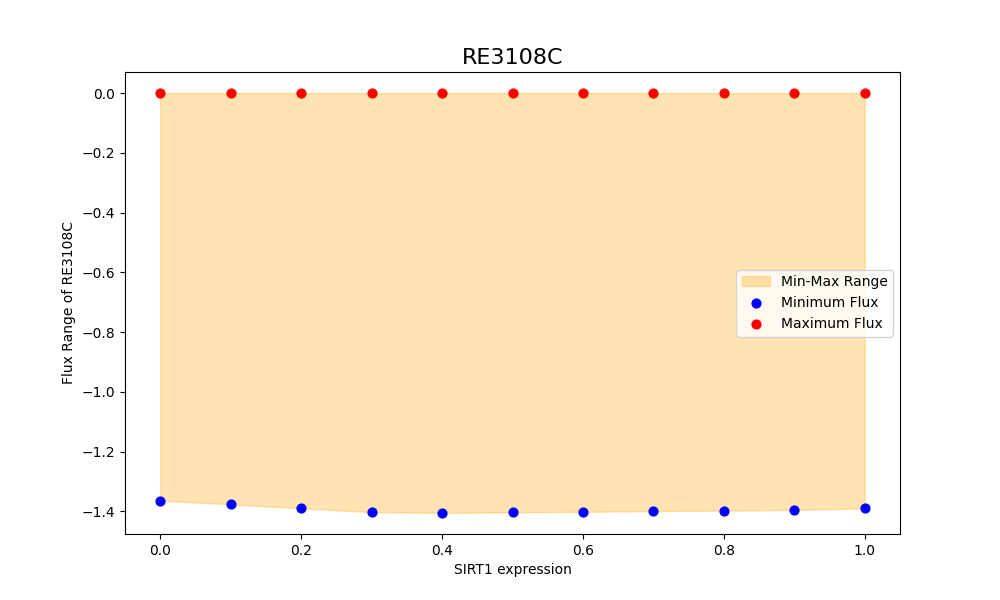 RE3108C
Flux Range of RE3108C
0.0
−0.2
−0.4
−0.6
−0.8
−1.0
−1.2
−1.4
Min-Max Range
Minimum Flux
Maximum Flux
0.0 0.2 0.4 0.6 0.8 1.0
SIRT1 expression